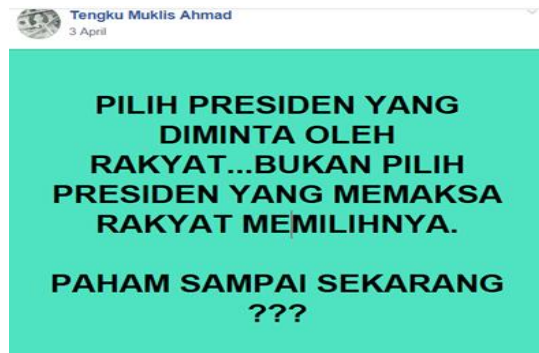 Tengku Muklis Ahmad
3 April
PILIH PRESIDEN YANG
DIMINTA OLEH
RAKYAT...BUKAN PILIH
PRESIDEN YANG MEMAKSA
RAKYAT MEMILIHNYA.
PAHAM SAMPAI SEKARANG
???